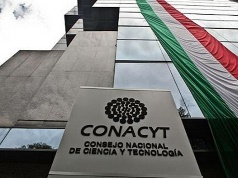 CONACYT
CONSEJO NACIONAL
DE CIENCIA Y TECNOLOGÍA